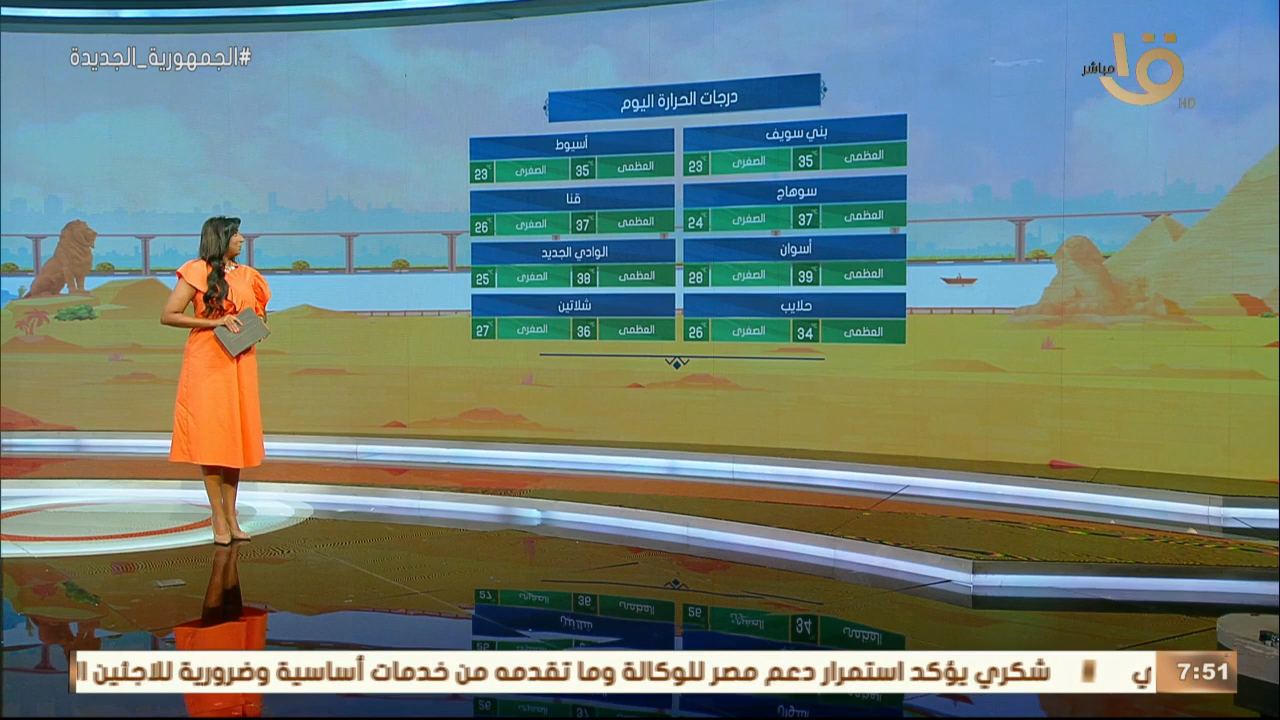 #الجمهورية_الجديدة
مباشر
HD
درجات الحرارة اليوم
بني سويف
العظمى 35 الصغرى 23
أسيوط
العظمى 35 الصغرى 23
سوهاج
العظمى 37 الصغرى 24
قنا
العظمى 37 الصغرى 26
أسوان
العظمى 39 الصغرى 28
الوادي الجديد
العظمى 38 الصغرى 25
حلايب
العظمى 34 الصغرى 26
شلاتين
العظمى 36 الصغرى 27
7:51
شكري يؤكد استمرار دعم مصر للوكالة وما تقدمه من خدمات أساسية وضرورية للاجئين